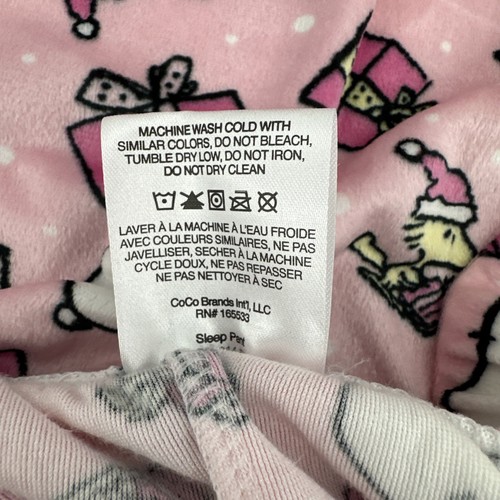 MACHINE WASH COLD WITH
SIMILAR COLORS, DO NOT BLEACH,
TUMBLE DRY LOW, DO NOT IRON,
DO NOT DRY CLEAN
LAVER À LA MACHINE À L'EAU FROIDE
AVEC COULEURS SIMILAIRES, NE PAS
JAVELLISER, SECHER À LA MACHINE
CYCLE DOUX, NE PAS REPASSER
NE PAS NETTOYER À SEC
CoCo Brands Int'l, LLC
RN# 165533
Sleep